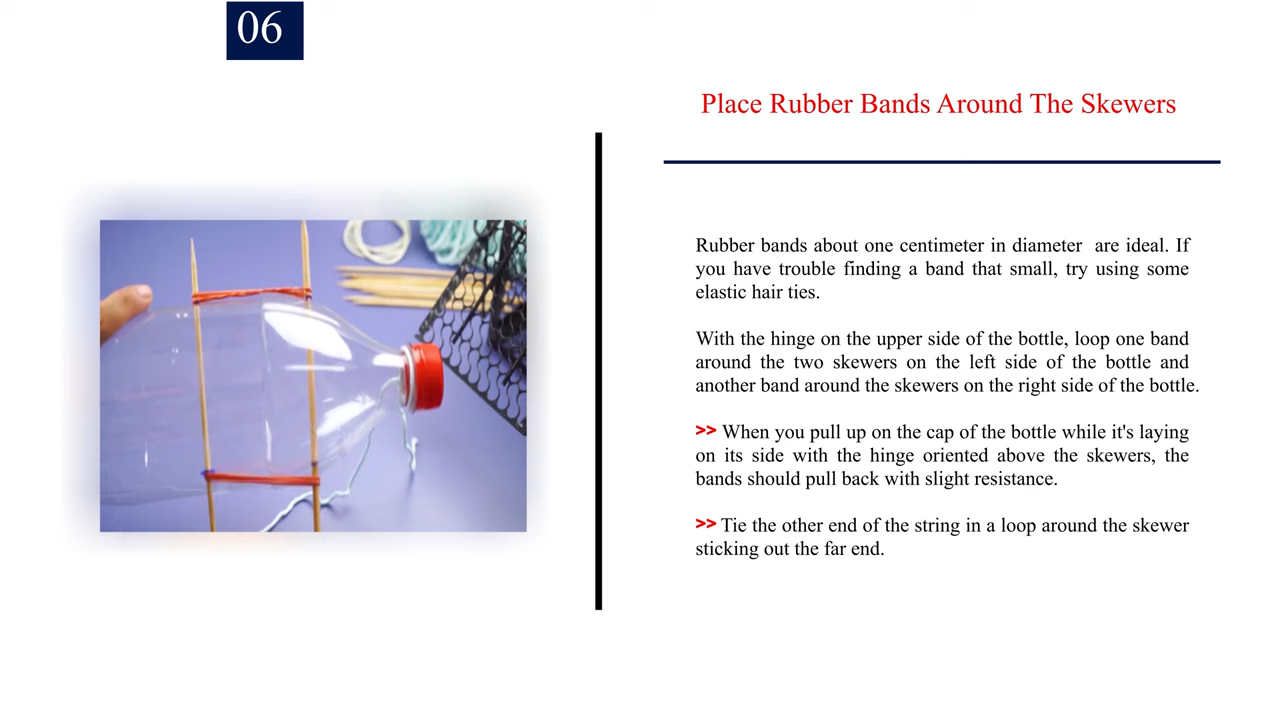 06
Place Rubber Bands Around The Skewers
Rubber bands about one centimeter in diameter  are ideal. If
you have trouble finding a band that small, try using some
elastic hair ties.
With the hinge on the upper side of the bottle, loop one band
around the two skewers on the left side of the bottle and
another band around the skewers on the right side of the bottle.
>> When you pull up on the cap of the bottle while it's laying
on its side with the hinge oriented above the skewers, the
bands should pull back with slight resistance.
>> Tie the other end of the string in a loop around the skewer
sticking out the far end.